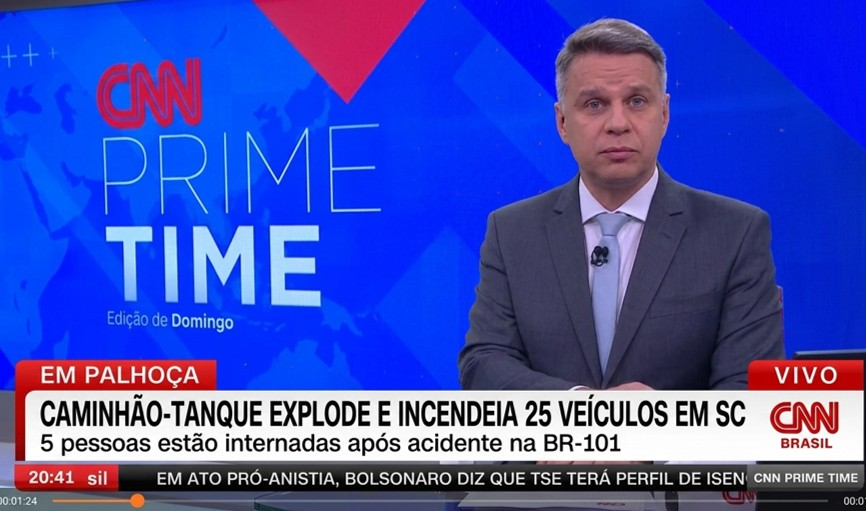 CNN
PRIME
TIME
Edição de Domingo
EM PALHOÇA
VIVO
CAMINHÃO-TANQUE EXPLODE E INCENDEIA 25 VEÍCULOS EM SC
5 pessoas estão internadas após acidente na BR-101
CNN
BRASIL
20:41 sil EM ATO PRÓ-ANISTIA, BOLSONARO DIZ QUE TSE TERÁ PERFIL DE ISEN CNN PRIME TIME
00:01:24